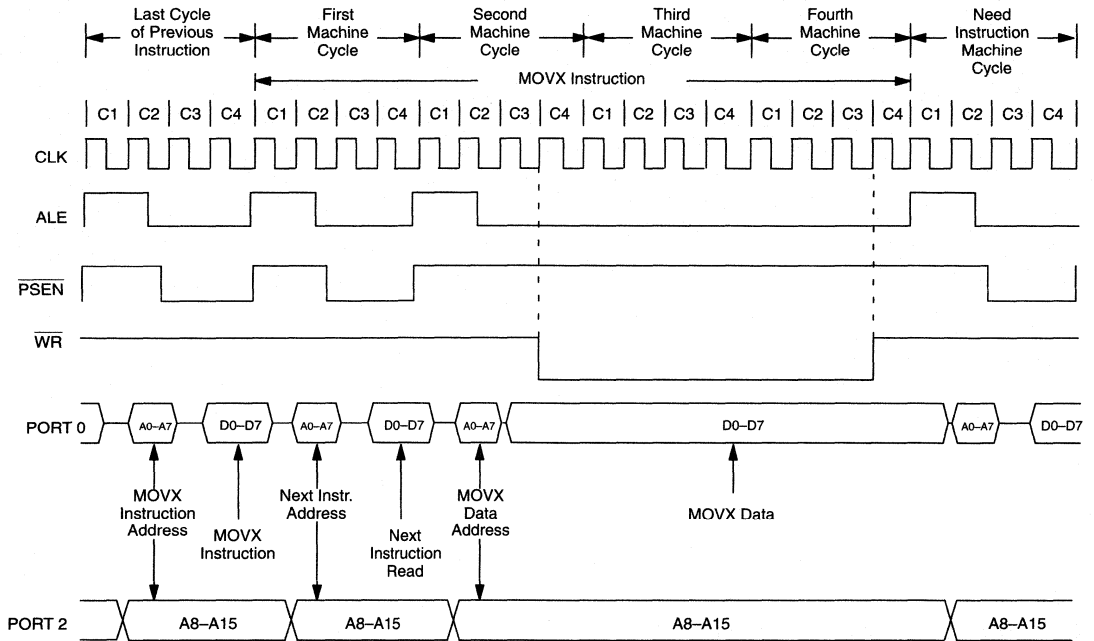 Last Cycle of Previous Instruction
First Machine Cycle
Second Machine Cycle
Third Machine Cycle
Fourth Machine Cycle
Need Instruction Machine Cycle
MOVX Instruction
C1 C2 C3 C4 C1 C2 C3 C4 C1 C2 C3 C4 C1 C2 C3 C4 C1 C2 C3 C4 C1 C2 C3 C4
CLK
ALE
PSEN
WR
PORT 0 A0–A7 D0–D7 A0–A7 D0–D7 A0–A7 D0–D7 A0–A7 D0–D7
MOVX Instruction Address
MOVX Instruction
Next Instr. Address
Next Instruction Read
MOVX Data Address
MOVX Data
PORT 2 A8–A15 A8–A15 A8–A15 A8–A15